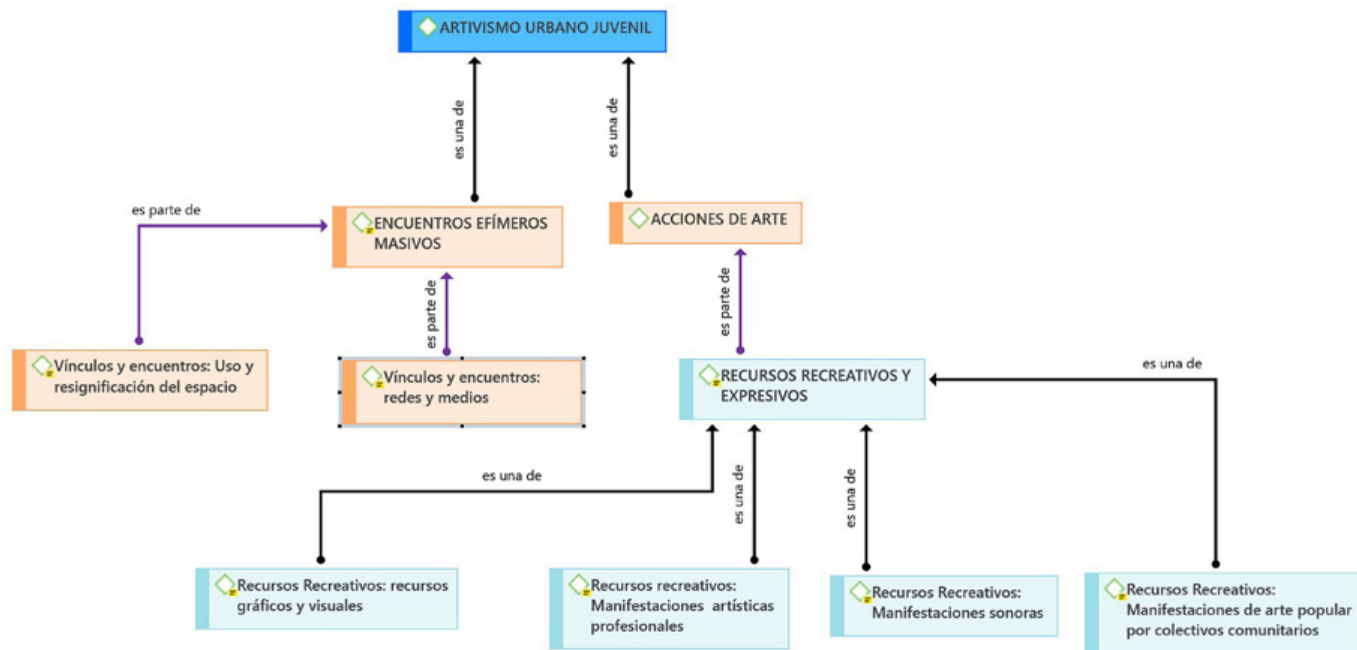 ARTIVISMO URBANO JUVENIL
es una de
es una de
es parte de
ENCUENTROS EFÍMEROS
MASIVOS
ACCIONES DE ARTE
es parte de
es parte de
Vínculos y encuentros: Uso y
resignificación del espacio
Vínculos y encuentros:
redes y medios
RECURSOS RECREATIVOS Y
EXPRESIVOS
es una de
es una de
es una de
es una de
Recursos Recreativos: recursos
gráficos y visuales
Recursos recreativos:
Manifestaciones artísticas
profesionales
Recursos Recreativos:
Manifestaciones sonoras
Recursos Recreativos:
Manifestaciones de arte popular
por colectivos comunitarios